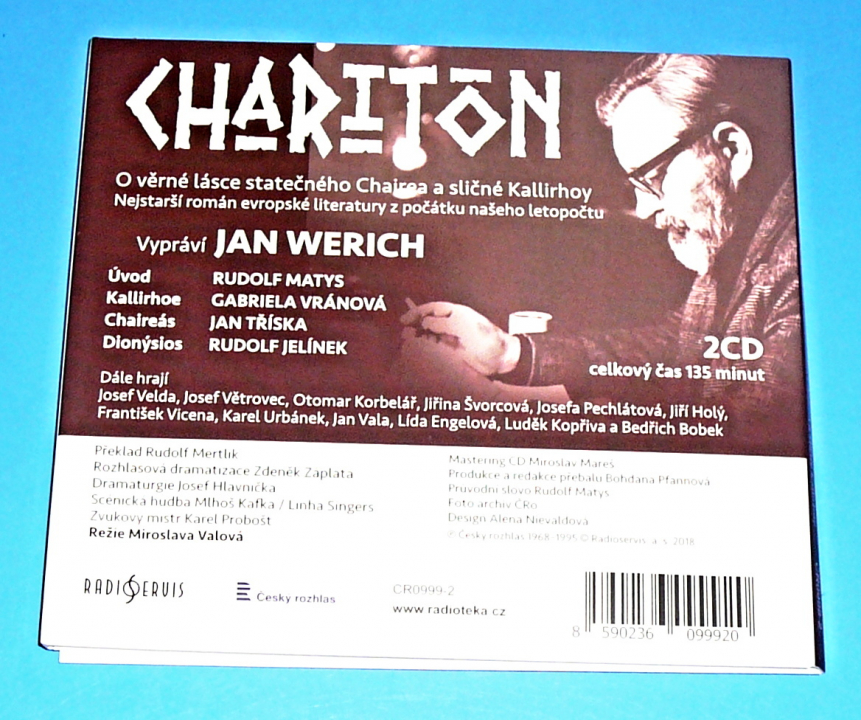 CHARITÓN
O věrné lásce statečného Chairea a sličné Kallirhoy
Nejstarší román evropské literatury z počátku našeho letopočtu
Vypráví JAN WERICH
Úvod RUDOLF MATYS
Kallirhoe GABRIELA VRÁNOVÁ
Chaireás JAN TŘÍSKA
Dionýsios RUDOLF JELÍNEK
2CD
celkový čas 135 minut
Dále hrají
Josef Velda, Josef Větrovec, Otomar Korbelář, Jiřina Švorcová, Josefa Pechlátová, Jiří Holý,
František Vicena, Karel Urbánek, Jan Vala, Lída Engelová, Luděk Kopřiva a Bedřich Bobek
Překlad Rudolf Mertlík
Rozhlasová dramatizace Zdeněk Zaplata
Dramaturgie Josef Hlavnička
Scénická hudba Miloš Kafka / Linha Singers
Zvukový mistr Karel Probošt
Režie Miroslava Valová
Mastering CD Miroslav Mareš
Produkce a redakce přebalu Bohdana Pfannová
Průvodní slovo Rudolf Matys
Foto archiv ČRo
Design Alena Nievaldová
© Český rozhlas 1968, 1995 © Radioservis, a. s. 2018
RADIOSERVIS
Český rozhlas
CR0999-2
www.radioteka.cz
8 590236 099920